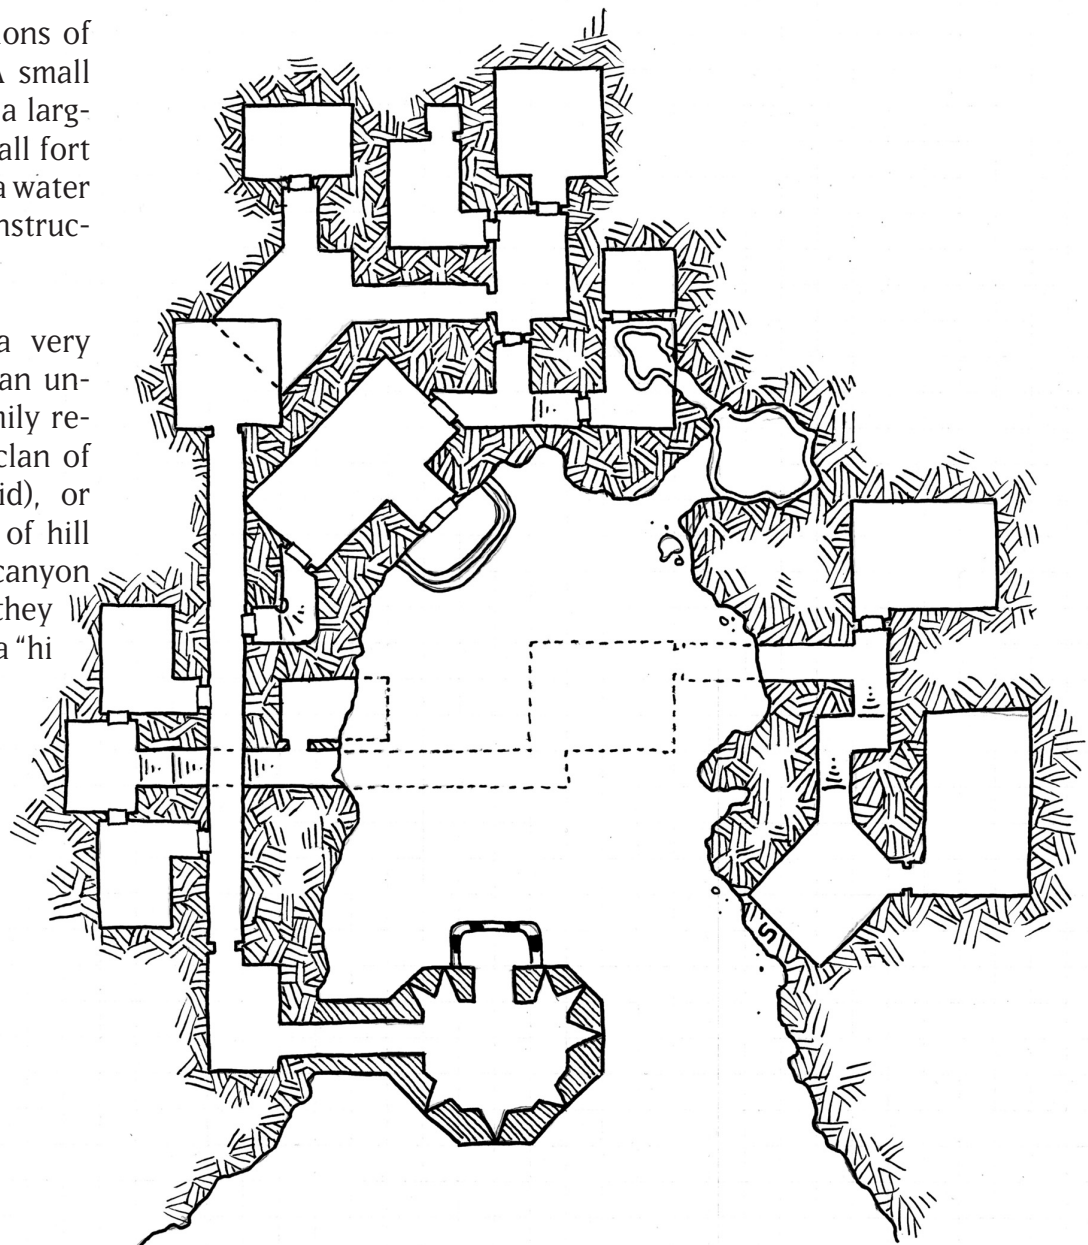 ons of
A small
a larg-
all fort
a water
nstruc-
a very
an un-
mily re-
clan of
id), or
of hill
canyon
they
a "hi
S